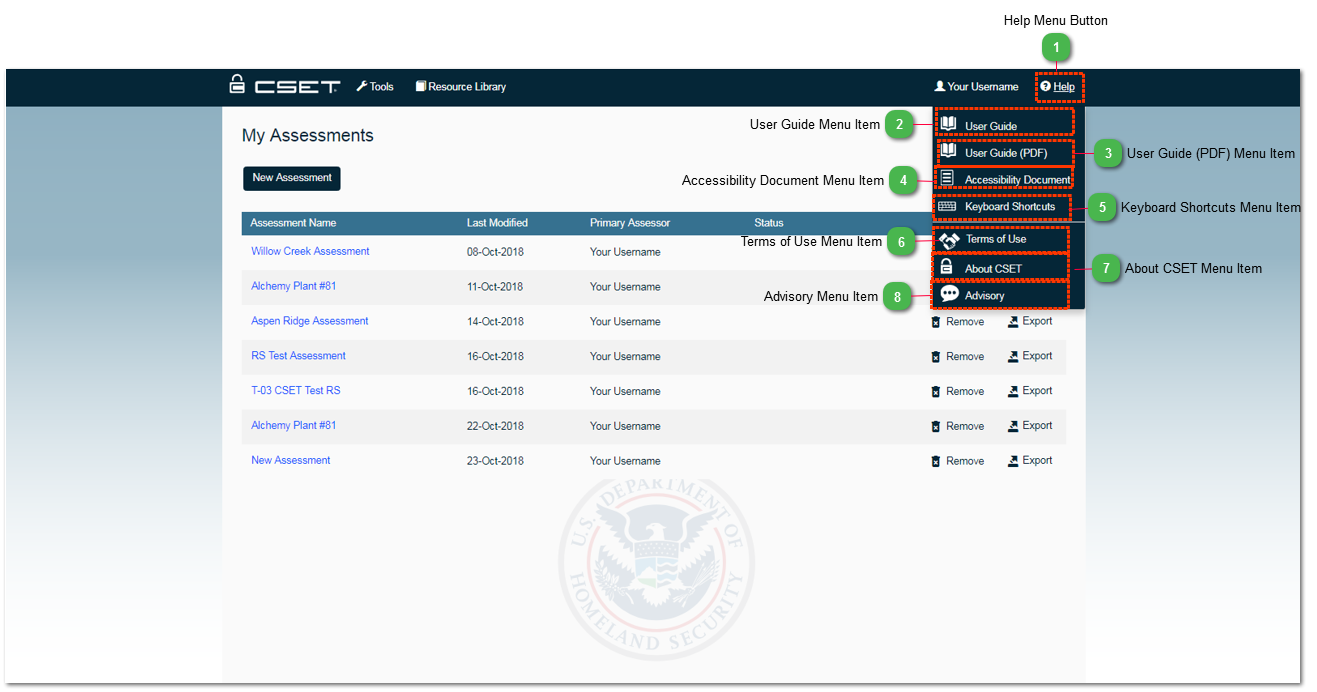 Help Menu Button
1
CSET
Tools
Resource Library
Your Username
Help
My Assessments
User Guide Menu Item 2
User Guide
User Guide (PDF)
3 User Guide (PDF) Menu Item
New Assessment
Accessibility Document Menu Item 4
Accessibility Document
Keyboard Shortcuts
5 Keyboard Shortcuts Menu Item
Assessment Name Last Modified Primary Assessor Status
Terms of Use Menu Item 6
Terms of Use
Willow Creek Assessment 08-Oct-2018 Your Username
About CSET
7 About CSET Menu Item
Alchemy Plant #81 11-Oct-2018 Your Username
Advisory Menu Item 8
Advisory
Aspen Ridge Assessment 14-Oct-2018 Your Username Remove Export
RS Test Assessment 16-Oct-2018 Your Username Remove Export
T-03 CSET Test RS 16-Oct-2018 Your Username Remove Export
Alchemy Plant #81 22-Oct-2018 Your Username Remove Export
New Assessment 23-Oct-2018 Your Username Remove Export
U.S. DEPARTMENT OF
HOMELAND SECURITY